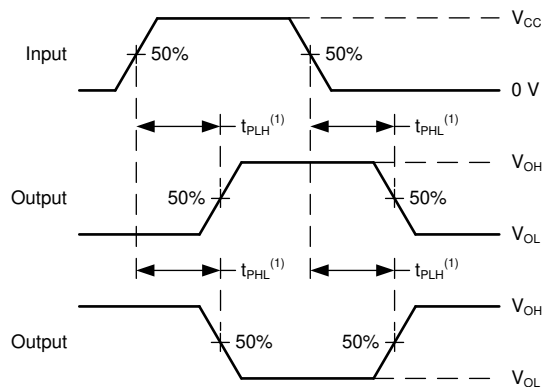 V_CC
Input 50% 50%
0 V
t_PLH^(1) t_PHL^(1)
V_OH
Output 50% 50%
V_OL
t_PHL^(1) t_PLH^(1)
V_OH
Output 50% 50%
V_OL